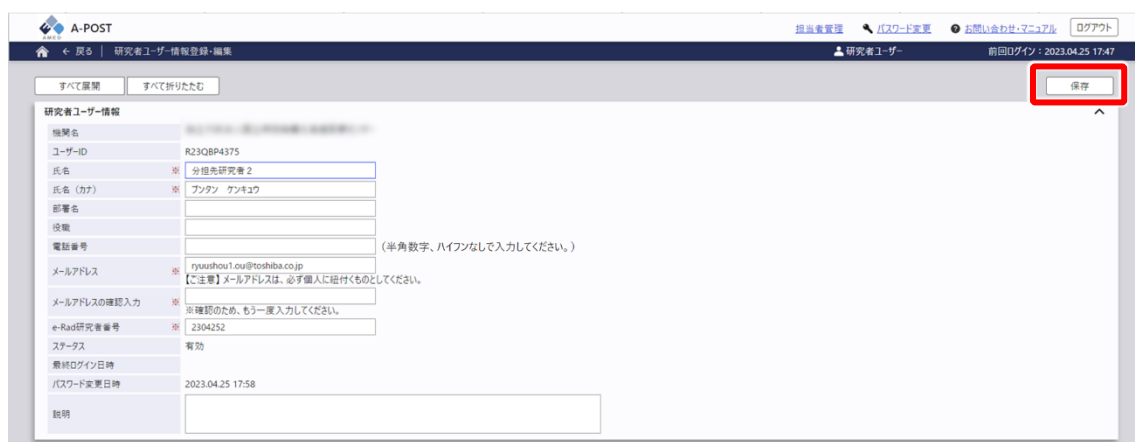 A-POST
AMED
担当者管理 パスワード変更 お問い合わせ・マニュアル ログアウト
← 戻る | 研究者ユーザー情報登録・編集 研究者ユーザー 前回ログイン：2023.04.25 17:47
すべて展開 すべて折りたたむ 保存
研究者ユーザー情報
機関名
ユーザーID R23QBP4375
氏名 ※ 分担先研究者２
氏名（カナ） ※ ブンタン ケンキュウ
部署名
役職
電話番号 （半角数字、ハイフンなしで入力してください。）
メールアドレス ※ ryuushou1.ou@toshiba.co.jp
【ご注意】メールアドレスは、必ず個人に紐付くものとしてください。
メールアドレスの確認入力 ※
※確認のため、もう一度入力してください。
e-Rad研究者番号 ※ 2304252
ステータス 有効
最終ログイン日時
パスワード変更日時 2023.04.25 17:58
説明